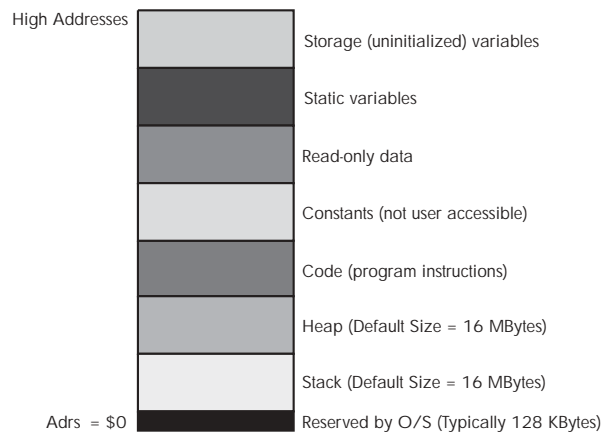 High Addresses
Storage (uninitialized) variables
Static variables
Read-only data
Constants (not user accessible)
Code (program instructions)
Heap (Default Size = 16 MBytes)
Stack (Default Size = 16 MBytes)
Adrs = $0
Reserved by O/S (Typically 128 KBytes)